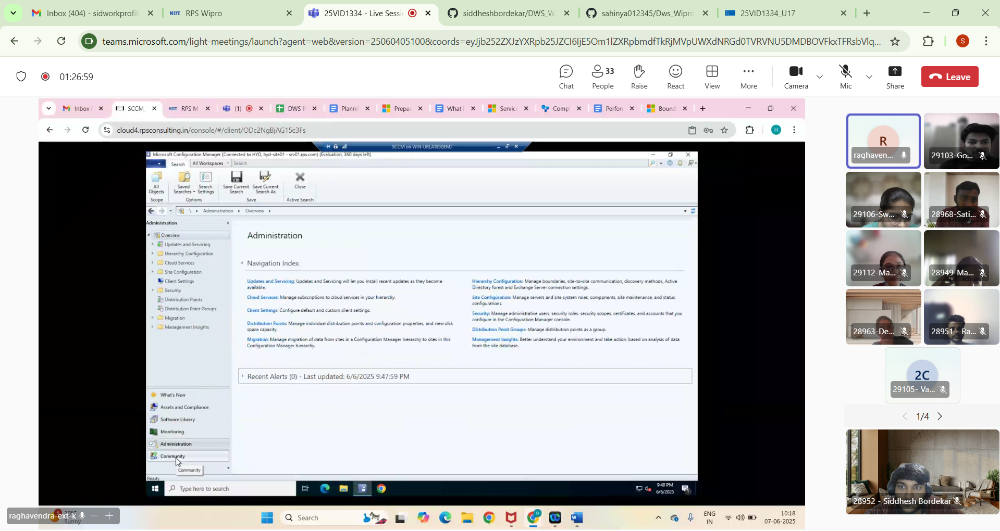 Inbox (404) - sidworkprofil
RPS Wipro
25VID1334 - Live Sessi
siddheshbordekar/DWS_W
sahinya012345/Dws_Wipro
25VID1334_U17
teams.microsoft.com/light-meetings/launch?agent=web&version=25060405100&coords=
01:26:59
Chat
33
People
Raise
React
View
More
Camera
Mic
Share
Leave
Inbox
SCCM
NIIT RPS M
(1)
DWS P
Planni
Prepa
What i
Servic
Comp
Perfor
Bound
cloud4.rpsconsulting.in/console/#/client/ODc2NgBjAG15c3Fs
H
SCCM on WIN-URLAT89GEMJ
Microsoft Configuration Manager (Connected to HYD, hyd-site01 - srv01.rps.com) (Evaluation, 360 days left)
Search
All Workspaces
Search
All Objects
Saved Searches
Search Settings
Save Current Search
Save Current Search As
Close
Scope
Options
Save
Active Search
\ Administration Overview
Administration
Overview
Updates and Servicing
Hierarchy Configuration
Cloud Services
Site Configuration
Client Settings
Security
Distribution Points
Distribution Point Groups
Migration
Management Insights
What's New
Assets and Compliance
Software Library
Monitoring
Administration
Community
Community
Ready
Administration
Navigation Index
Updates and Servicing: Updates and Servicing will let you install recent updates as they become
available.
Cloud Services: Manage subscriptions to cloud services in your hierarchy.
Client Settings: Configure default and custom client settings.
Distribution Points: Manage individual distribution points and configuration properties, and view disk
space capacity.
Migration: Manage migration of data from sites in a Configuration Manager hierarchy to sites in this
Configuration Manager hierarchy.
Hierarchy Configuration: Manage boundaries, site-to-site communication, discovery methods, Active
Directory forest and Exchange Server connection settings.
Site Configuration: Manage servers and site system roles, components, site maintenance, and status
configurations.
Security: Manage administrative users, security roles, security scopes, certificates, and accounts that you
configure in the Configuration Manager console.
Distribution Point Groups: Manage distribution points as a group.
Management Insights: Better understand your environment and take action, based on analysis of data
from the site database.
Recent Alerts (0) - Last updated: 6/6/2025 9:47:59 PM
Type here to search
9:48 PM
6/6/2025
raghavendra-ext-k
Sunny
Search
ENG
IN
10:18
07-06-2025
R
raghaven...
29103-Go...
29106-Sw...
28968-Sati...
29112-Ma...
28949-Ma...
28963-De...
28951 - Ra...
2C
29105- Va...
1/4
28952 - Siddhesh Bordekar
NIIT
S